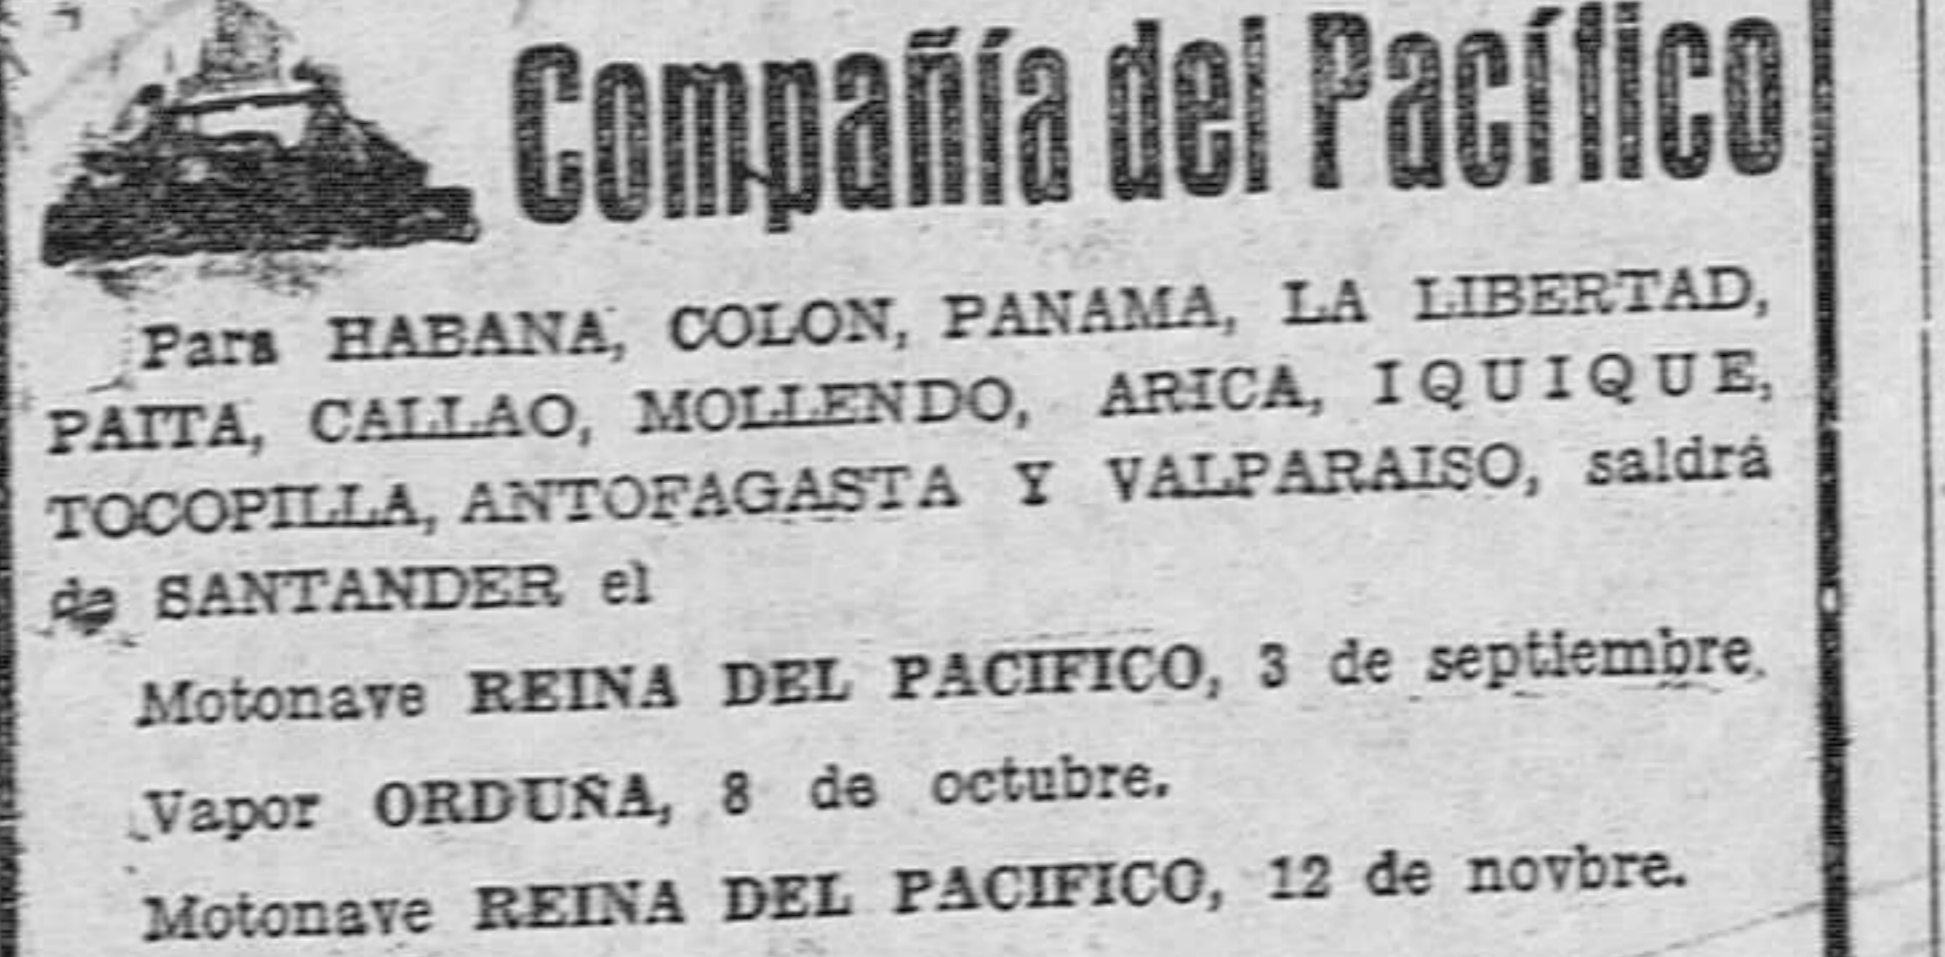 Compañía del Pacífico
Para HABANA, COLON, PANAMA, LA LIBERTAD,
PAITA, CALLAO, MOLLENDO, ARICA, IQUIQUE,
TOCOPILLA, ANTOFAGASTA Y VALPARAISO, saldrá
de SANTANDER el
Motonave REINA DEL PACIFICO, 3 de septiembre.
Vapor ORDUÑA, 8 de octubre.
Motonave REINA DEL PACIFICO, 12 de novbre.